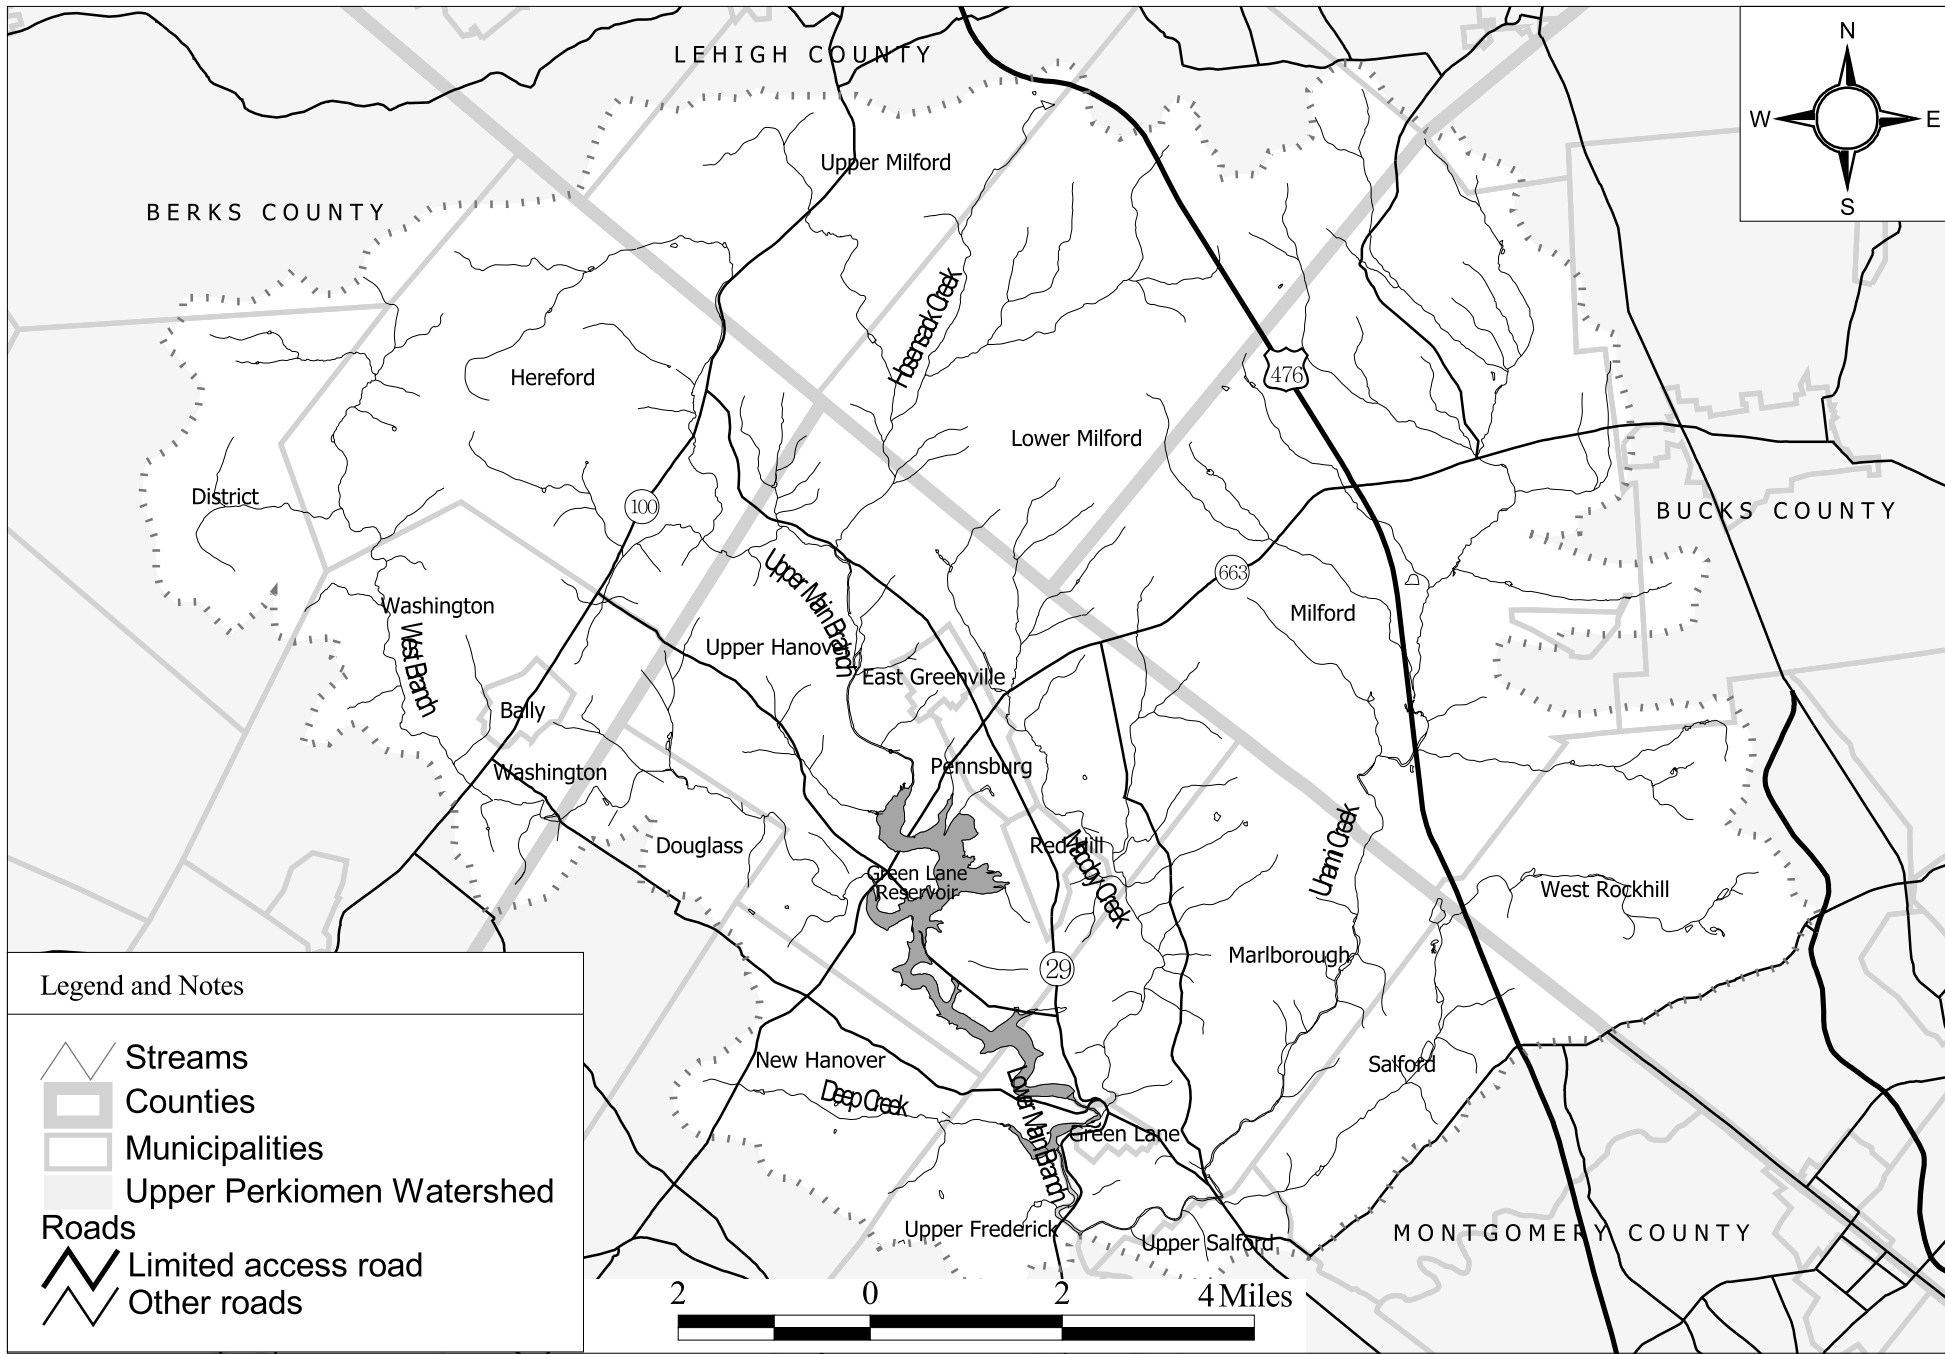 LEHIGH COUNTY
N
W
E
S
Upper Milford
BERKS COUNTY
Hosensack Creek
476
Hereford
Lower Milford
District
100
BUCKS COUNTY
663
Upper Main Branch
Washington
Milford
West Branch
Upper Hanover
East Greenville
Bally
Pennsburg
Washington
Unami Creek
Douglass
Red Hill
Macoby Creek
Green Lane
Reservoir
West Rockhill
Marlborough
29
Legend and Notes
Streams
Counties
Municipalities
Upper Perkiomen Watershed
Roads
Limited access road
Other roads
New Hanover
Deep Creek
Salford
Lower Main Branch
Green Lane
Upper Frederick
Upper Salford
MONTGOMERY COUNTY
2 0 2 4 Miles